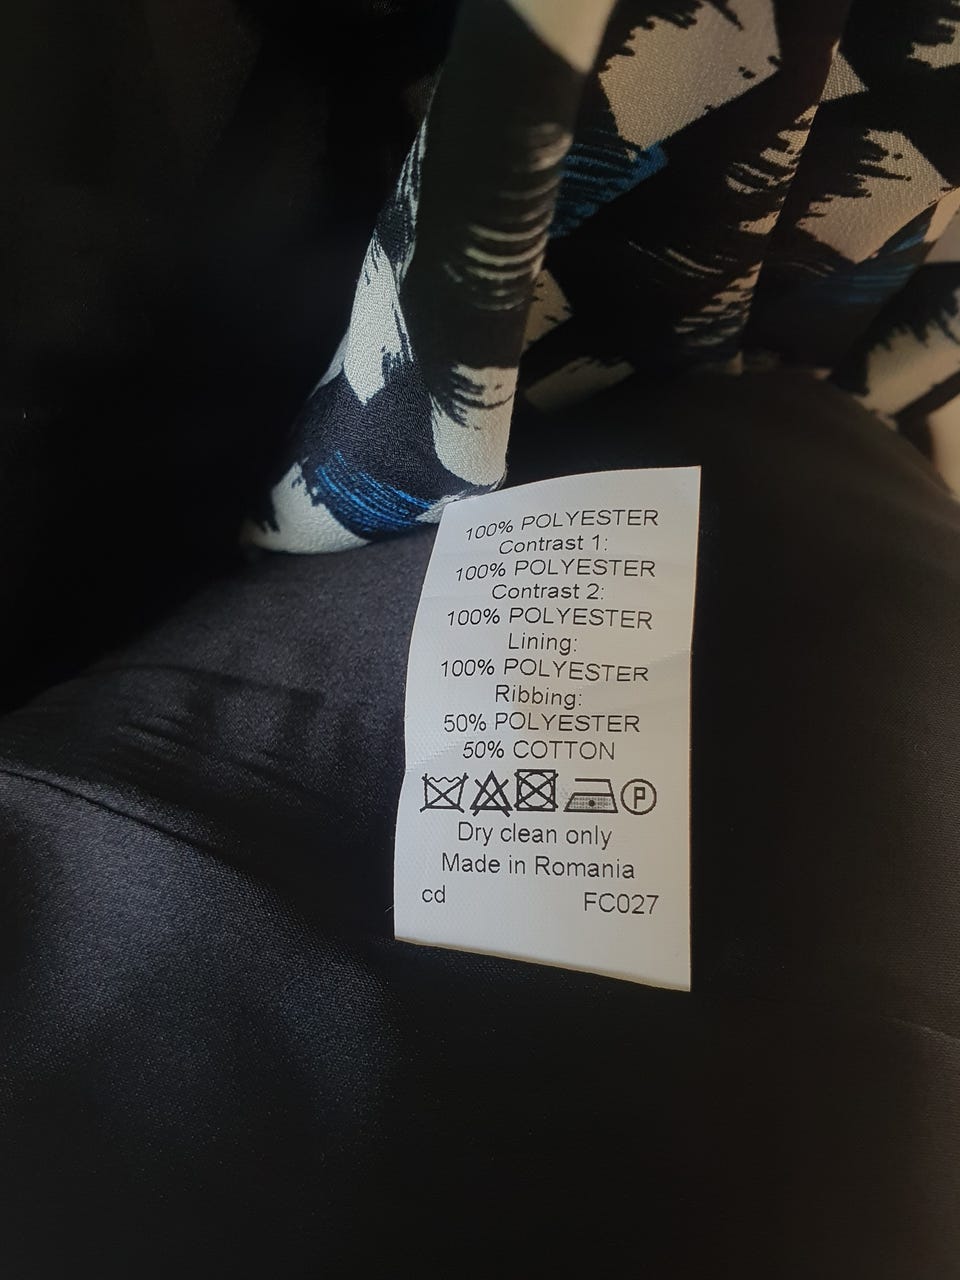 100% POLYESTER
Contrast 1:
100% POLYESTER
Contrast 2:
100% POLYESTER
Lining:
100% POLYESTER
Ribbing:
50% POLYESTER
50% COTTON
P
Dry clean only
Made in Romania
cd FC027